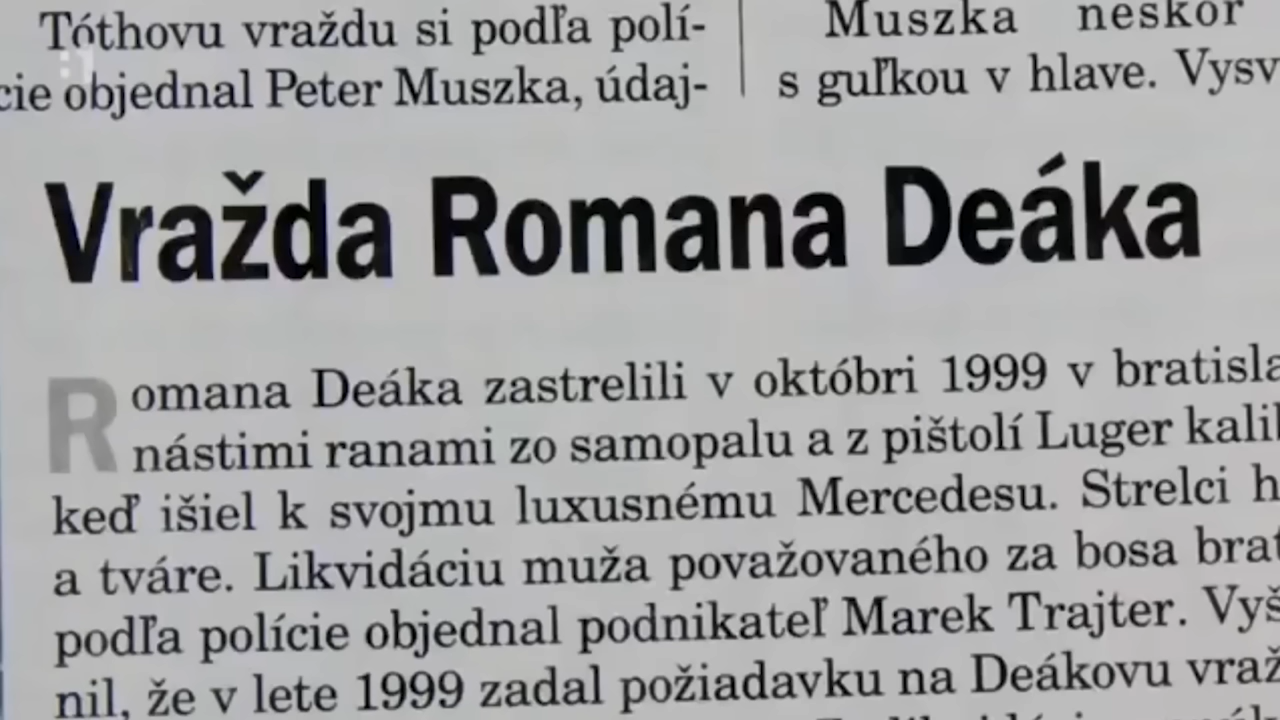 Tóthovu vraždu si podľa polí-
cie objednal Peter Muszka, údaj-
Muszka neskôr
s guľkou v hlave. Vysv
Vražda Romana Deáka
Romana Deáka zastrelili v októbri 1999 v bratisla
nástimi ranami zo samopalu a z pištolí Luger kalib
keď išiel k svojmu luxusnému Mercedesu. Strelci h
a tváre. Likvidáciu muža považovaného za bosa brat
podľa polície objednal podnikateľ Marek Trajter. Vyš
nil, že v lete 1999 zadal požiadavku na Deákovu vraž